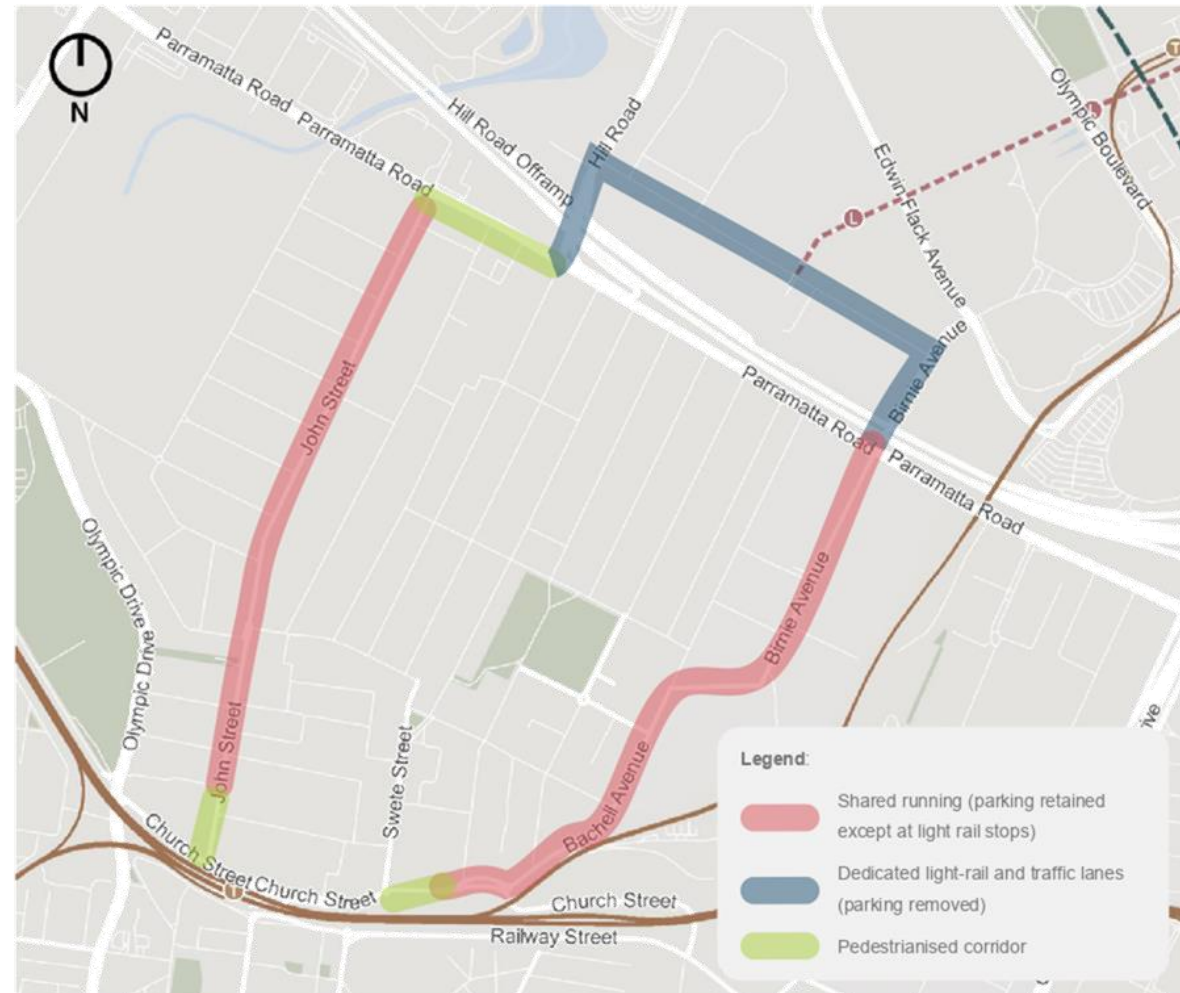 N
Parramatta Road
Parramatta Road
Hill Road Offramp
Hill Road
Olympic Boulevard
Edwin Flack Avenue
T
L
L
Birnie Avenue
Parramatta Road
Parramatta Road
John Street
Birnie Avenue
Olympic Drive
Olympic Drive
John Street
Swete Street
Bachell Avenue
Church Street
T
Church Street
Church Street
Railway Street
rive
Legend:
Shared running (parking retained
except at light rail stops)
Dedicated light-rail and traffic lanes
(parking removed)
Pedestrianised corridor